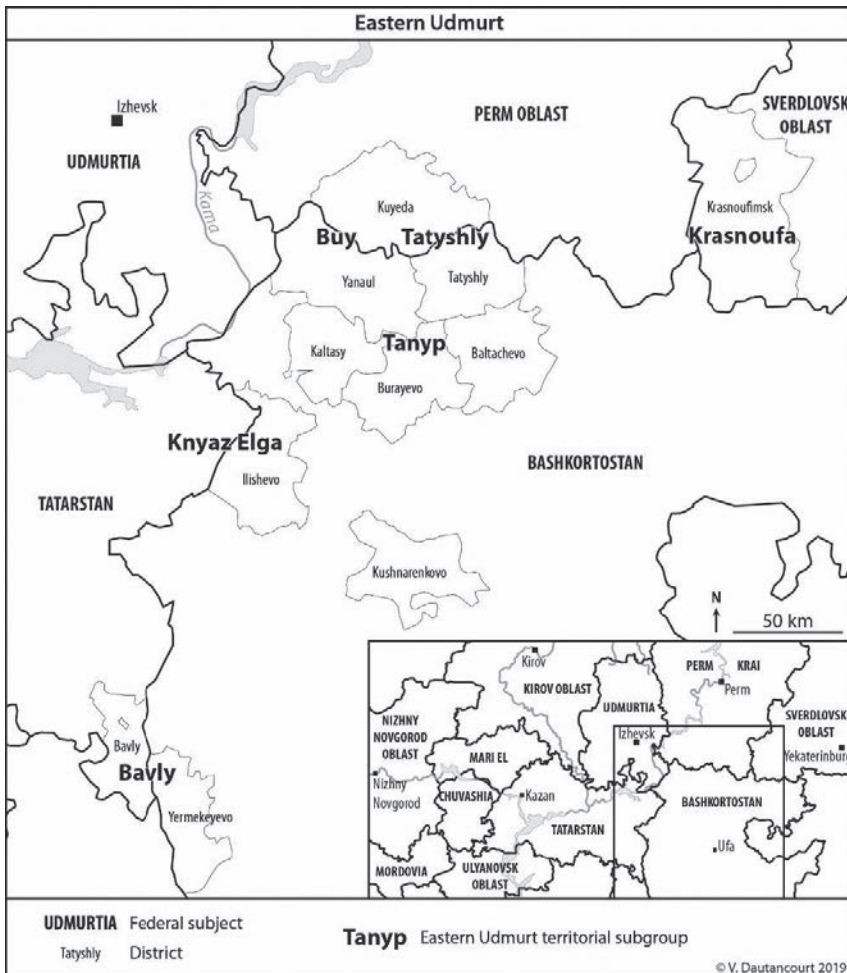 Eastern Udmurt
Izhevsk
UDMURTIA
PERM OBLAST
SVERDLOVSK
OBLAST
Kama
Kuyeda
Krasnoufimsk
Buy
Tatyshly
Krasnoufa
Yanaul
Tatyshly
Kaltasy
Tanyp
Baltachevo
Burayevo
Knyaz Elga
Ilishevo
BASHKORTOSTAN
TATARSTAN
Kushnarenkovo
N
50 km
Bavly
Bavly
Yermekeyevo
Kirov
KIROV OBLAST
PERM KRAI
Perm
UDMURTIA
NIZHNY
NOVGOROD
OBLAST
SVERDLOVSK
OBLAST
Izhevsk
Yekaterinburg
MARI EL
Nizhny
Novgorod
CHUVASHIA
Kazan
BASHKORTOSTAN
TATARSTAN
Ufa
MORDOVIA
ULYANOVSK
OBLAST
UDMURTIA Federal subject
Tatyshly District
Tanyp Eastern Udmurt territorial subgroup
© V. Dautancourt 2019